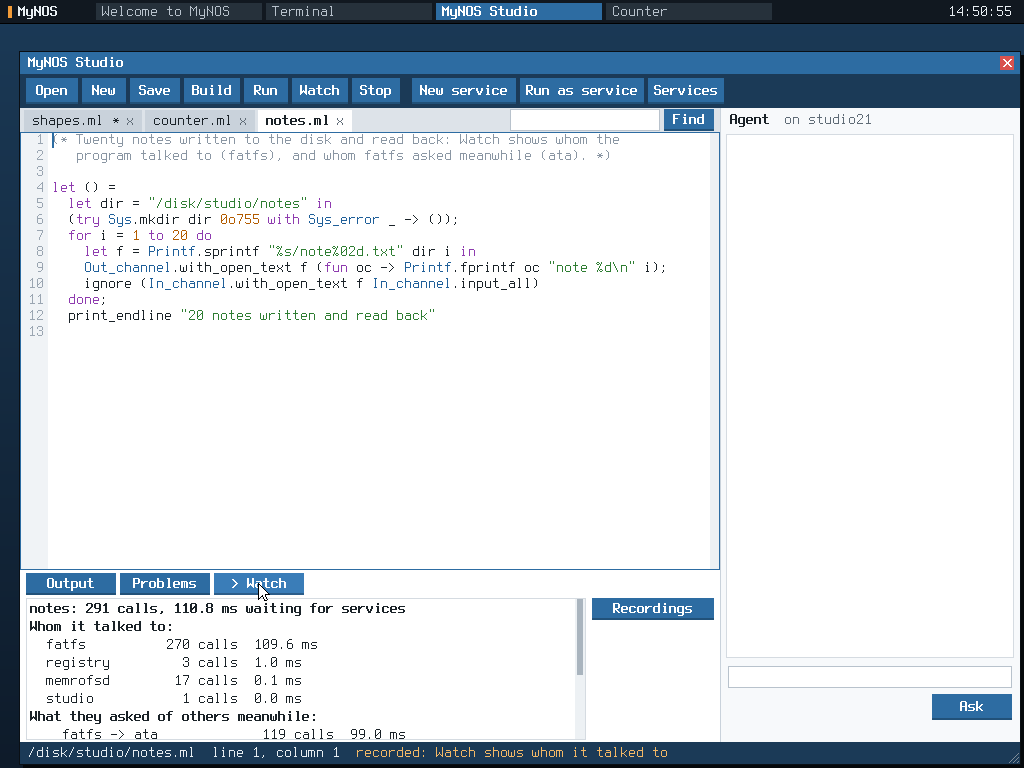 MyNOS Welcome to MyNOS Terminal MyNOS Studio Counter 14:50:55
MyNOS Studio
Open New Save Build Run Watch Stop New service Run as service Services
shapes.ml * × counter.ml × notes.ml × Find
Agent on studio21
1 (* Twenty notes written to the disk and read back: Watch shows whom the
2 program talked to (fatfs), and whom fatfs asked meanwhile (ata). *)
3
4 let () =
5 let dir = "/disk/studio/notes" in
6 (try Sys.mkdir dir 0o755 with Sys_error _ -> ());
7 for i = 1 to 20 do
8 let f = Printf.sprintf "%s/note%02d.txt" dir i in
9 Out_channel.with_open_text f (fun oc -> Printf.fprintf oc "note %d\n" i);
10 ignore (In_channel.with_open_text f In_channel.input_all)
11 done;
12 print_endline "20 notes written and read back"
13
Output Problems > Watch
notes: 291 calls, 110.8 ms waiting for services
Whom it talked to:
fatfs 270 calls 109.6 ms
registry 3 calls 1.0 ms
memrofsd 17 calls 0.1 ms
studio 1 calls 0.0 ms
What they asked of others meanwhile:
fatfs -> ata 119 calls 99.0 ms
Recordings
Ask
/disk/studio/notes.ml line 1, column 1 recorded: Watch shows whom it talked to